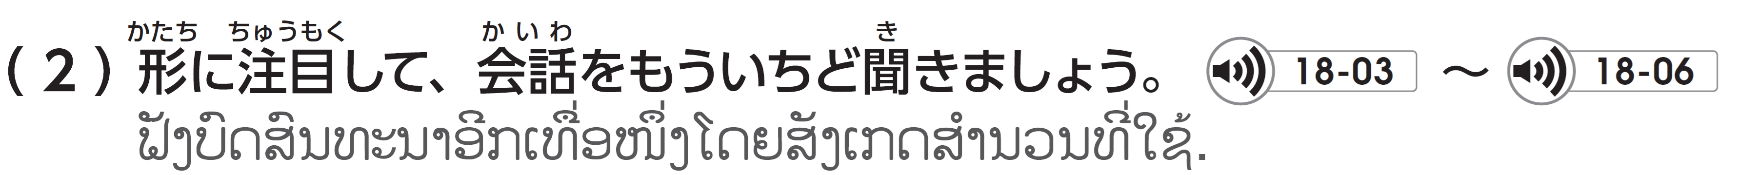 かたち ちゅうもく かいわ き
(2)形に注目して、会話をもういちど聞きましょう。 18-03 ～ 18-06
ຟັງບົດສົນທະນາອີກເທື່ອໜຶ່ງໂດຍສັງເກດສຳນວນທີ່ໃຊ້.